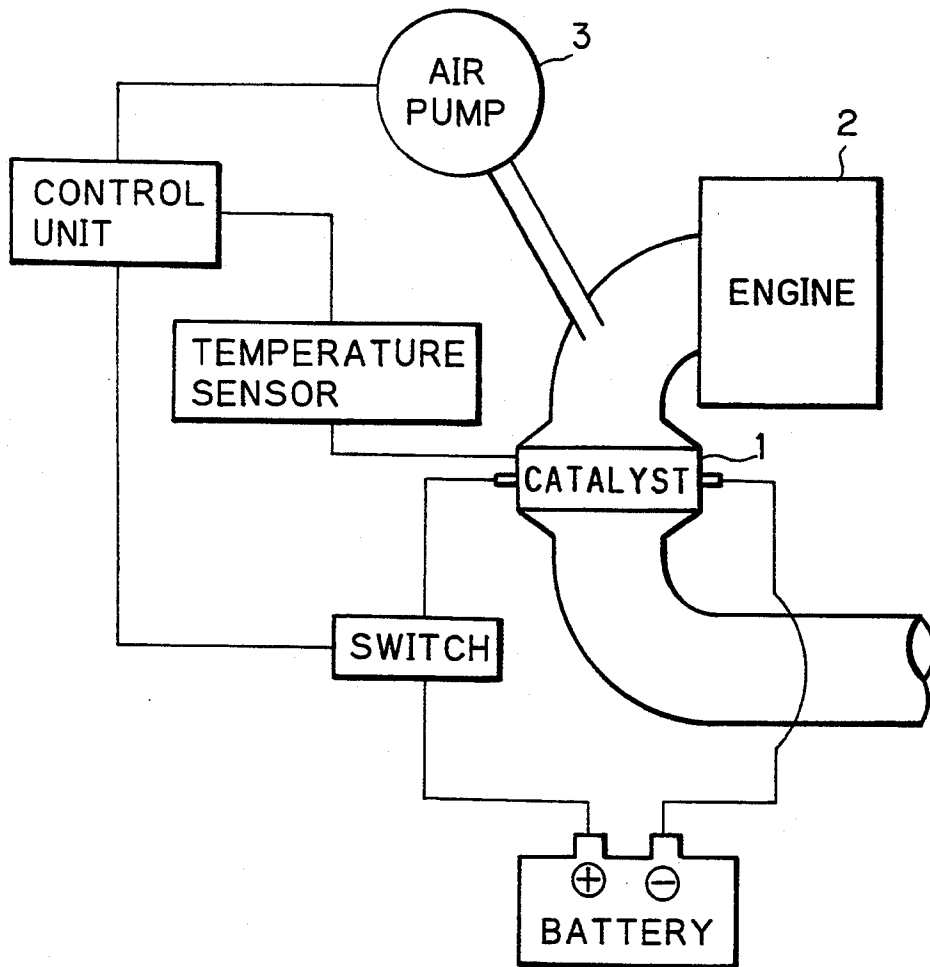 3
AIR
PUMP
2
CONTROL
UNIT
ENGINE
TEMPERATURE
SENSOR
1
CATALYST
SWITCH
+ −
BATTERY